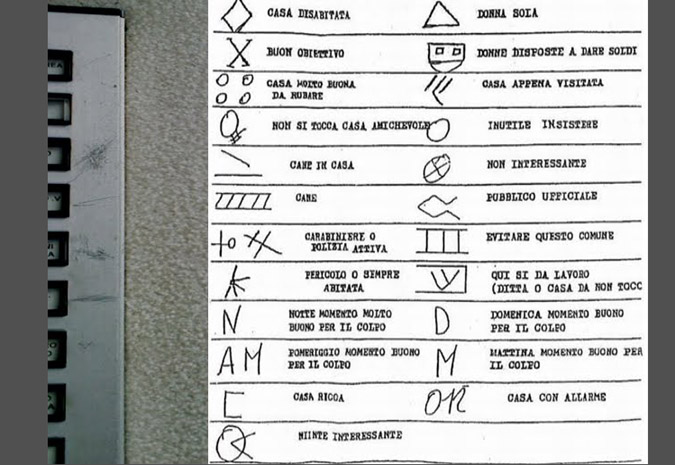 CASA DISABITATA
DONNA SOLA
X
BUON OBIETTIVO
DONNE DISPOSTE A DARE SOLDI
CASA MOLTO BUONA
DA RUBARE
CASA APPENA VISITATA
NON SI TOCCA CASA AMICHEVOLE
INUTILE INSISTERE
CANE IN CASA
NON INTERESSANTE
CANE
PUBBLICO UFFICIALE
CARABINIERE O
POLIZIA ATTIVA
EVITARE QUESTO COMUNE
PERICOLO O SEMPRE
ABITATA
QUI SI DA LAVORO
(DITTA O CASA DA NON TOCC
N
NOTTE MOMENTO MOLTO
BUONO PER IL COLPO
D
DOMENICA MOMENTO BUONO
PER IL COLPO
AM
POMERIGGIO MOMENTO BUONO
PER IL COLPO
M
MATTINA MOMENTO BUONO PER
IL COLPO
CASA RICCA
OK
CASA CON ALLARME
NIENTE INTERESSANTE